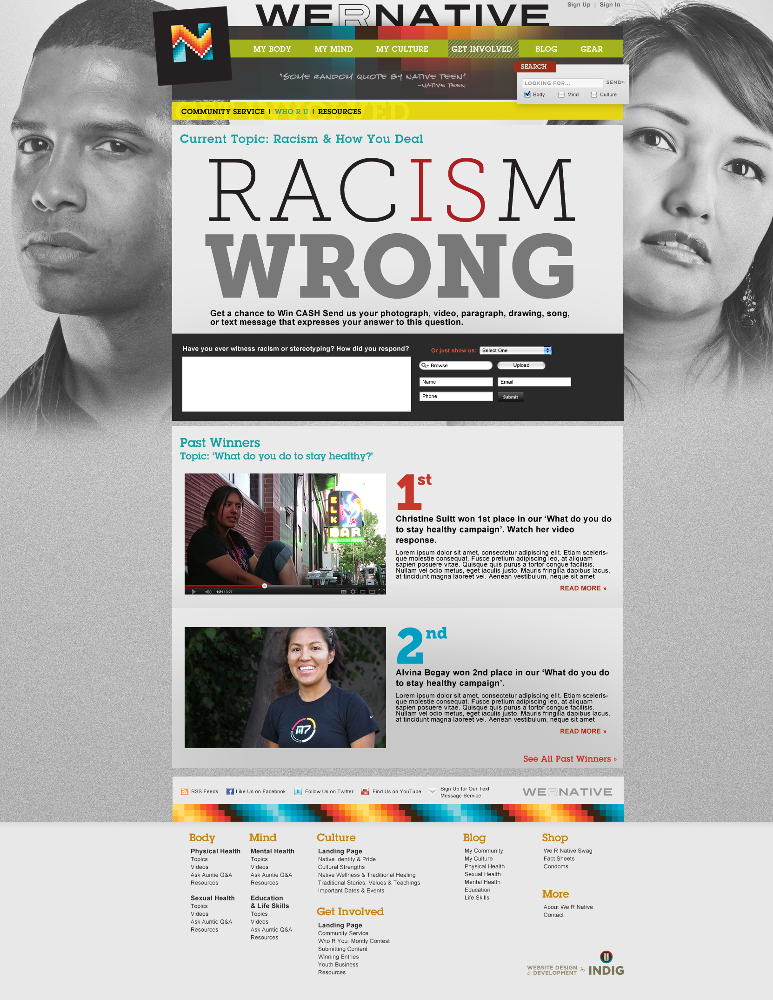 WERNATIVE
Sign Up | Sign In
N
MY BODY MY MIND MY CULTURE GET INVOLVED BLOG GEAR
SEARCH
"SOME RANDOM QUOTE BY NATIVE TEEN"
-NATIVE TEEN
LOOKING FOR... SEND»
Body Mind Culture
GET INVOLVED
COMMUNITY SERVICE | WHO R U | RESOURCES
Current Topic: Racism & How You Deal
RACISM
WRONG
Get a chance to Win CASH Send us your photograph, video, paragraph, drawing, song,
or text message that expresses your answer to this question.
Have you ever witness racism or stereotyping? How did you respond?
Or just show us: Select One
Browse Upload
Name Email
Phone Submit
Past Winners
Topic: ‘What do you do to stay healthy?’
ELK
BAR
AND GOOD FOOD
1:21 / 3:27
CC
1st
Christine Suitt won 1st place in our ‘What do you do
to stay healthy campaign’. Watch her video
response.
Lorem ipsum dolor sit amet, consectetur adipiscing elit. Etiam sceleris-
que molestie consequat. Fusce pretium adipiscing leo, at aliquam
sapien posuere vitae. Quisque quis purus a tortor congue facilisis.
Nullam vel odio metus, eget iaculis justo. Mauris fringilla dapibus lacus,
at tincidunt magna laoreet vel. Aenean vestibulum, neque sit amet
READ MORE »
N7
2nd
Alvina Begay won 2nd place in our ‘What do you do
to stay healthy campaign’.
Lorem ipsum dolor sit amet, consectetur adipiscing elit. Etiam sceleris-
que molestie consequat. Fusce pretium adipiscing leo, at aliquam
sapien posuere vitae. Quisque quis purus a tortor congue facilisis.
Nullam vel odio metus, eget iaculis justo. Mauris fringilla dapibus lacus,
at tincidunt magna laoreet vel. Aenean vestibulum, neque sit amet
READ MORE »
See All Past Winners »
RSS Feeds Like Us on Facebook Follow Us on Twitter You Tube Find Us on YouTube Sign Up for Our Text
Message Service
WERNATIVE
Body
Physical Health
Topics
Videos
Ask Auntie Q&A
Resources
Sexual Health
Topics
Videos
Ask Auntie Q&A
Resources
Mind
Mental Health
Topics
Videos
Ask Auntie Q&A
Resources
Education
& Life Skills
Topics
Videos
Ask Auntie Q&A
Resources
Culture
Landing Page
Native Identity & Pride
Cultural Strengths
Native Wellness & Traditional Healing
Traditional Stories, Values & Teachings
Important Dates & Events
Get Involved
Landing Page
Community Service
Who R You: Montly Contest
Submitting Content
Winning Entries
Youth Business
Resources
Blog
My Community
My Culture
Physical Health
Sexual Health
Mental Health
Education
Life Skills
Shop
We R Native Swag
Fact Sheets
Condoms
More
About We R Native
Contact
WEBSITE DESIGN
& DEVELOPMENT by INDIG